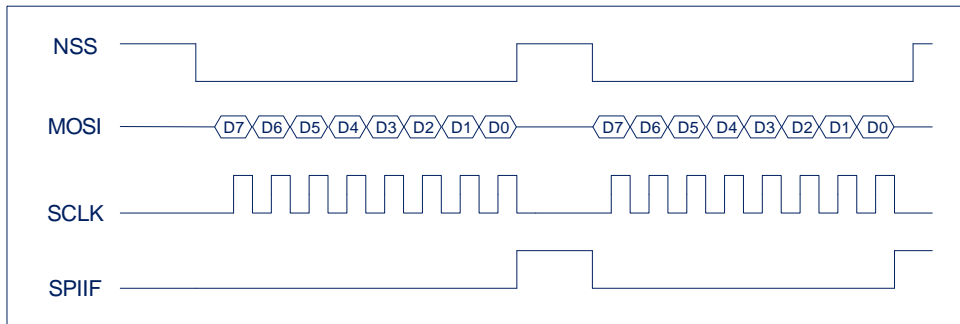 NSS
MOSI D7 D6 D5 D4 D3 D2 D1 D0 D7 D6 D5 D4 D3 D2 D1 D0
SCLK
SPIIF